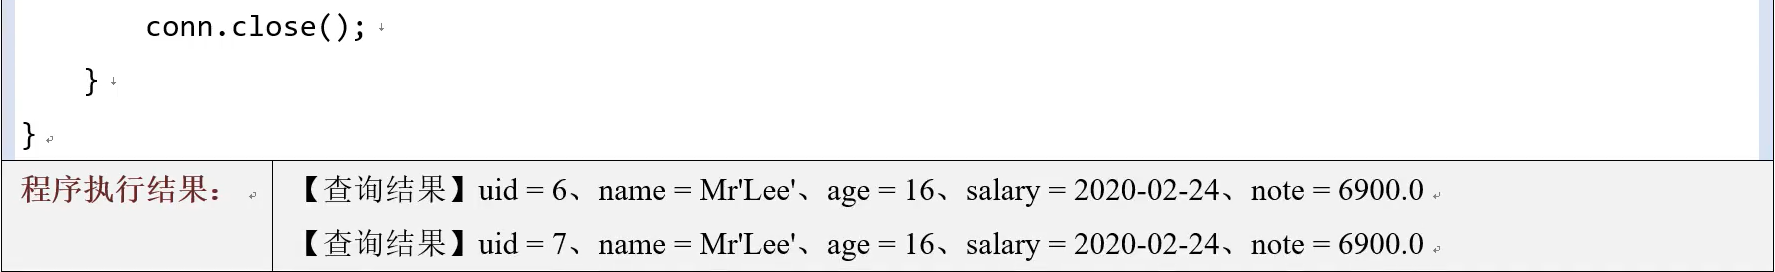 conn.close();
}
}
程序执行结果：
【查询结果】uid = 6、name = Mr'Lee'、age = 16、salary = 2020-02-24、note = 6900.0
【查询结果】uid = 7、name = Mr'Lee'、age = 16、salary = 2020-02-24、note = 6900.0